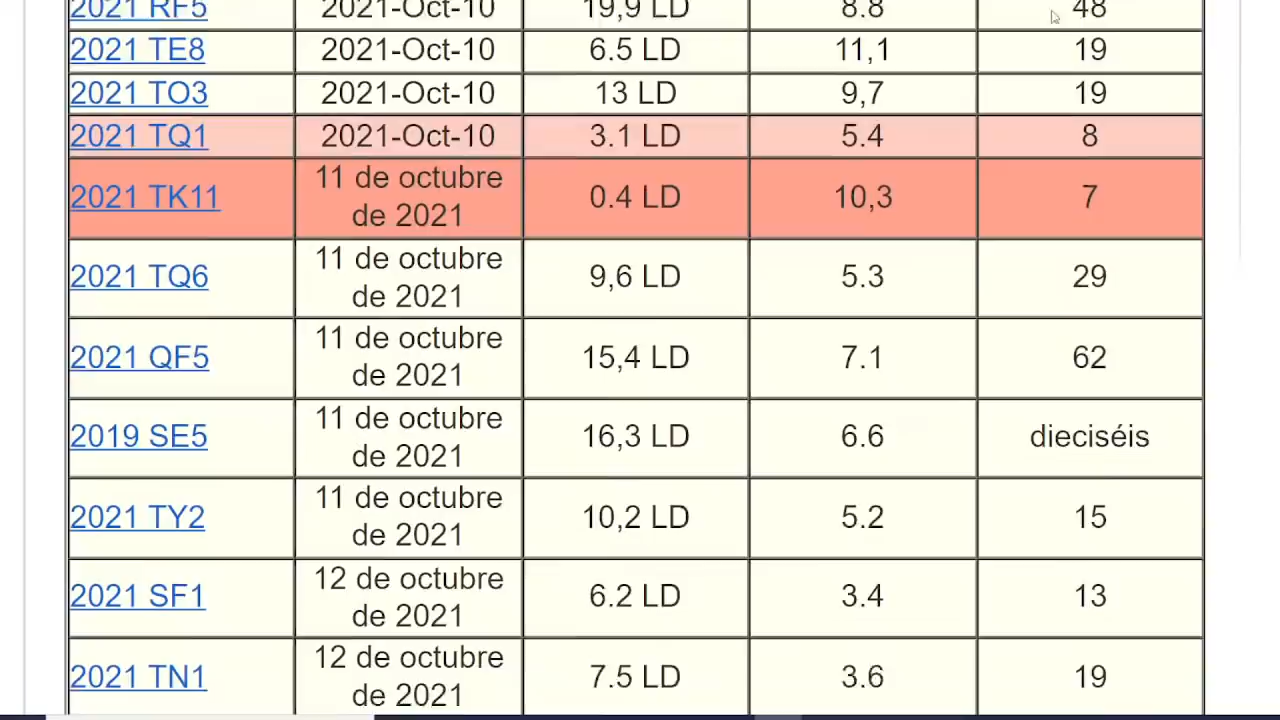 2021 RF5 2021-Oct-10 19,9 LD 8.8 48
2021 TE8 2021-Oct-10 6.5 LD 11,1 19
2021 TO3 2021-Oct-10 13 LD 9,7 19
2021 TQ1 2021-Oct-10 3.1 LD 5.4 8
2021 TK11 11 de octubre de 2021 0.4 LD 10,3 7
2021 TQ6 11 de octubre de 2021 9,6 LD 5.3 29
2021 QF5 11 de octubre de 2021 15,4 LD 7.1 62
2019 SE5 11 de octubre de 2021 16,3 LD 6.6 dieciséis
2021 TY2 11 de octubre de 2021 10,2 LD 5.2 15
2021 SF1 12 de octubre de 2021 6.2 LD 3.4 13
2021 TN1 12 de octubre de 2021 7.5 LD 3.6 19